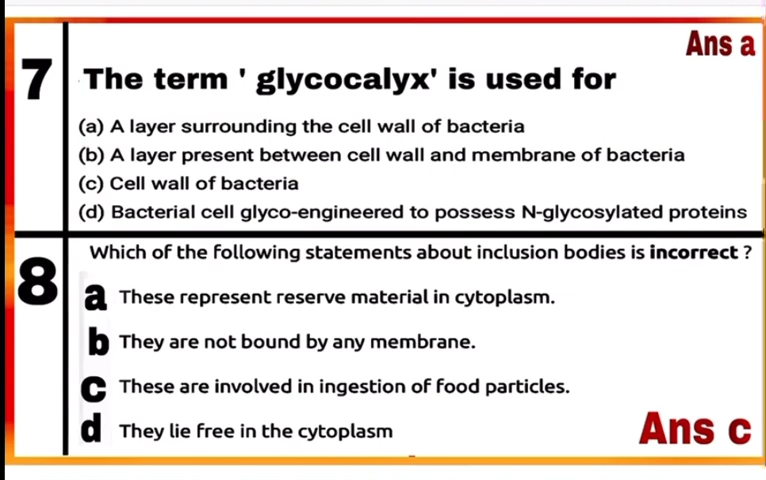 Ans a
7 The term ' glycocalyx' is used for
(a) A layer surrounding the cell wall of bacteria
(b) A layer present between cell wall and membrane of bacteria
(c) Cell wall of bacteria
(d) Bacterial cell glyco-engineered to possess N-glycosylated proteins
8 Which of the following statements about inclusion bodies is incorrect ?
a These represent reserve material in cytoplasm.
b They are not bound by any membrane.
c These are involved in ingestion of food particles.
d They lie free in the cytoplasm
Ans c